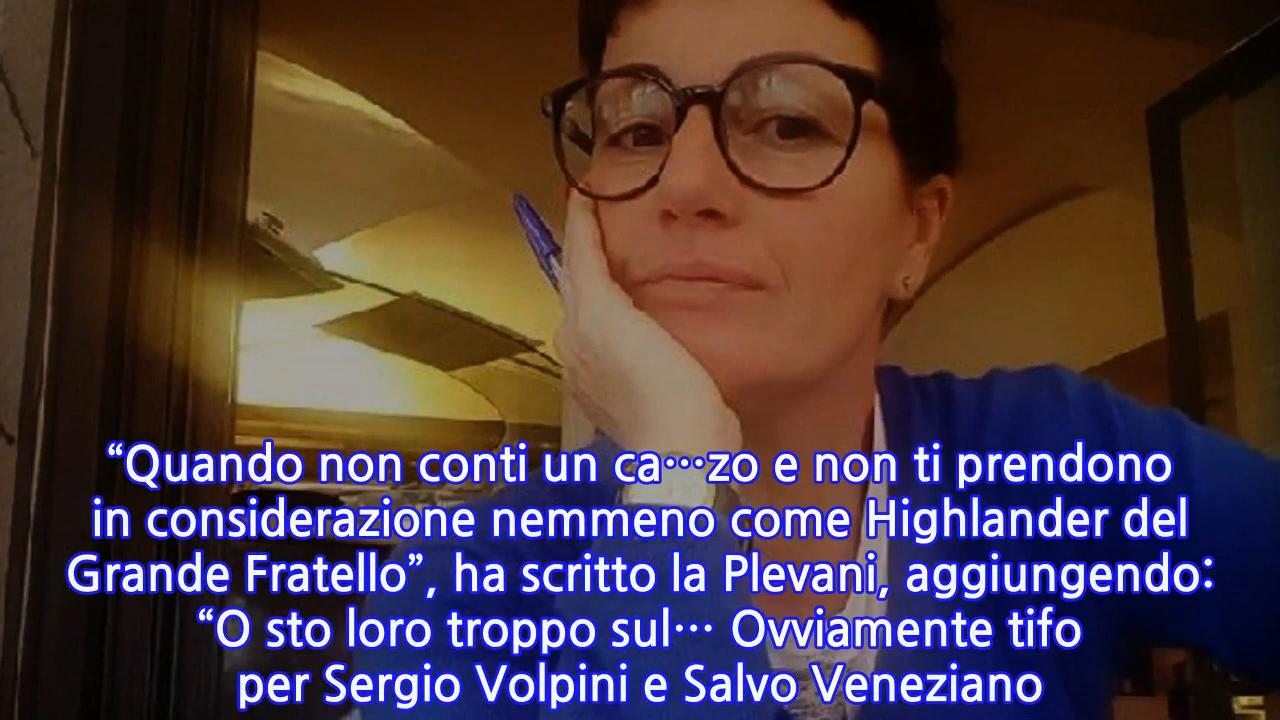 “Quando non conti un ca···zo e non ti prendono
in considerazione nemmeno come Highlander del
Grande Fratello”, ha scritto la Plevani, aggiungendo:
“O sto loro troppo sul··· Ovviamente tifo
per Sergio Volpini e Salvo Veneziano